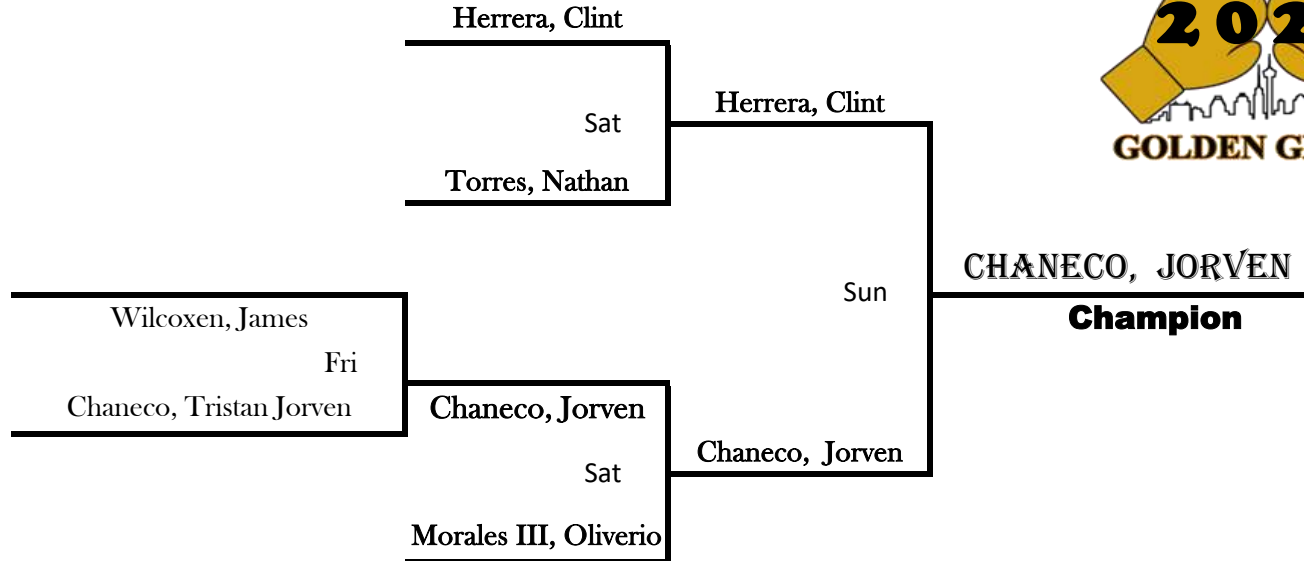 Herrera, Clint
Herrera, Clint
Sat
GOLDEN
Torres, Nathan
CHANECO, JORVEN
Sun
Champion
Wilcoxen, James
Fri
Chaneco, Tristan Jorven
Chaneco, Jorven
Chaneco, Jorven
Sat
Morales III, Oliverio